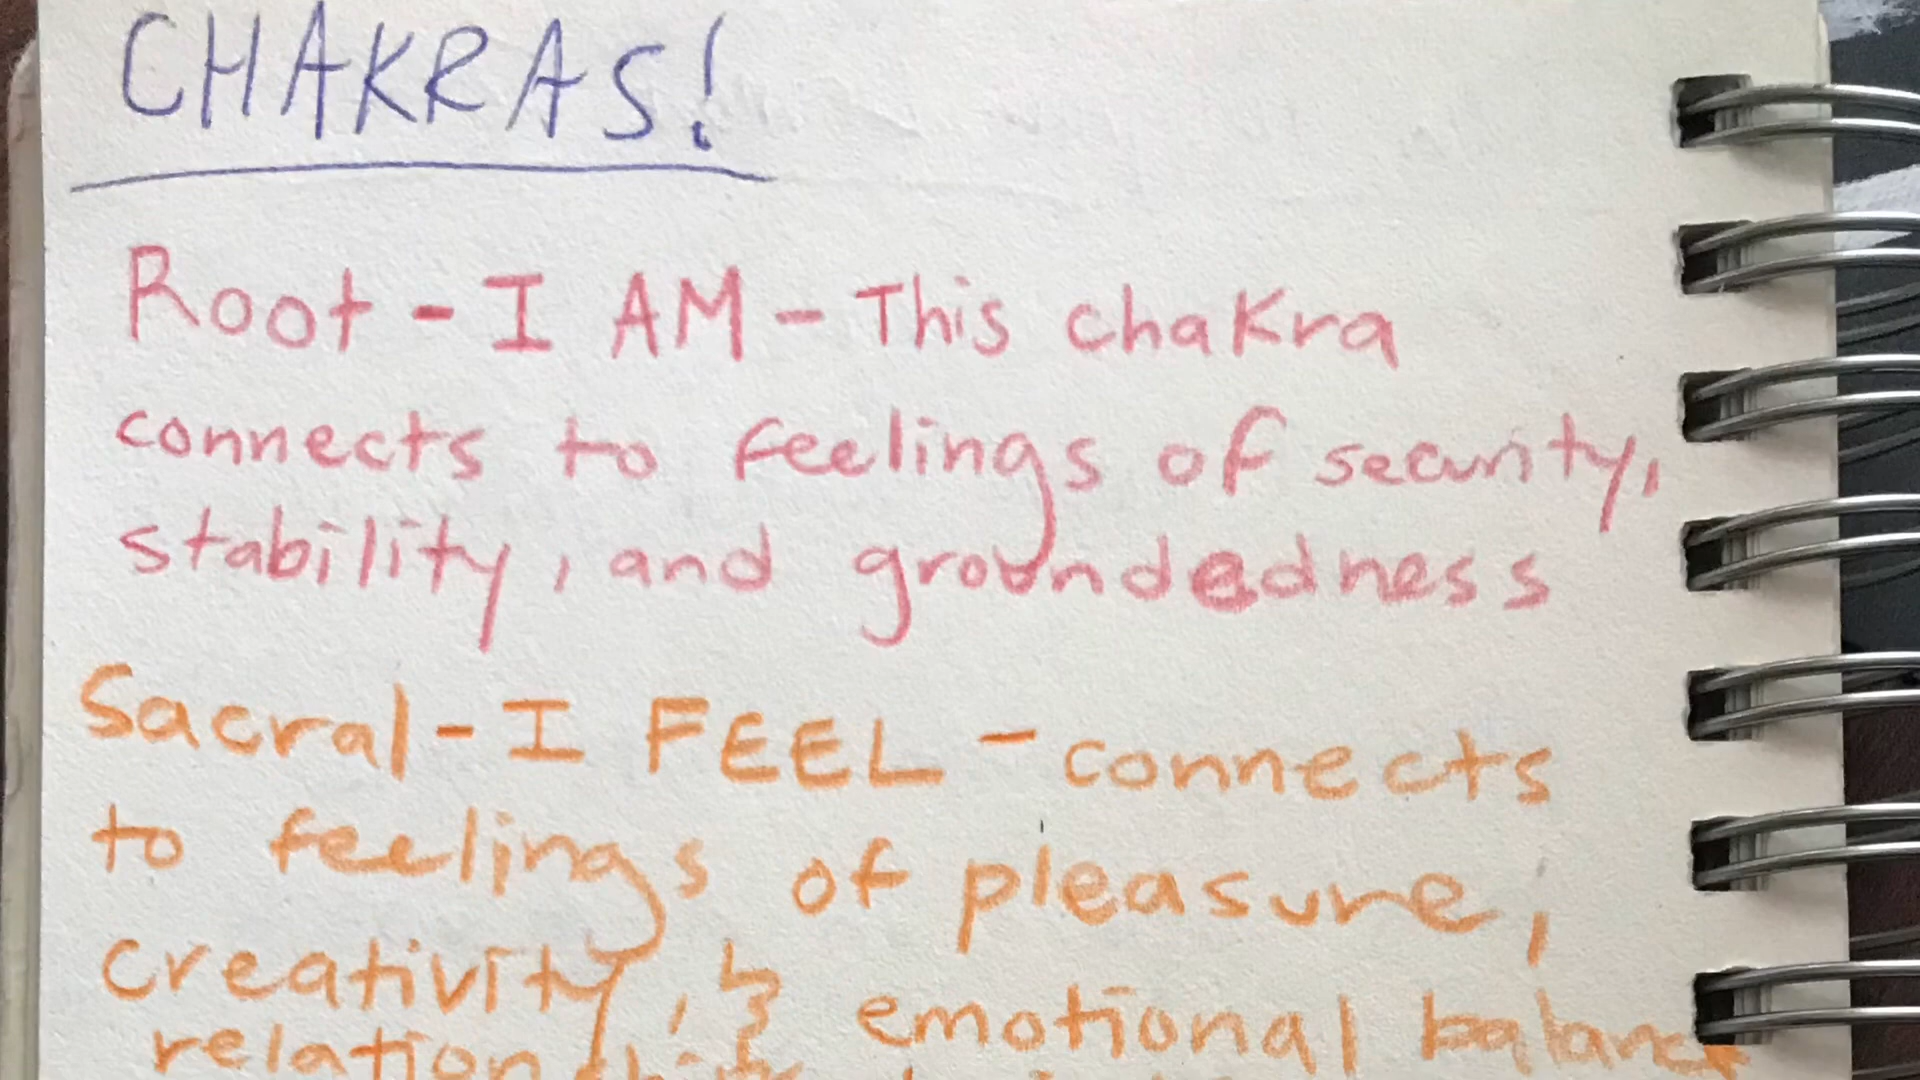 CHAKRAS!
Root - I AM - This chakra
connects to feelings of security,
stability, and groundedness
Sacral - I FEEL - connects
to feelings of pleasure,
creativity, & emotional balance